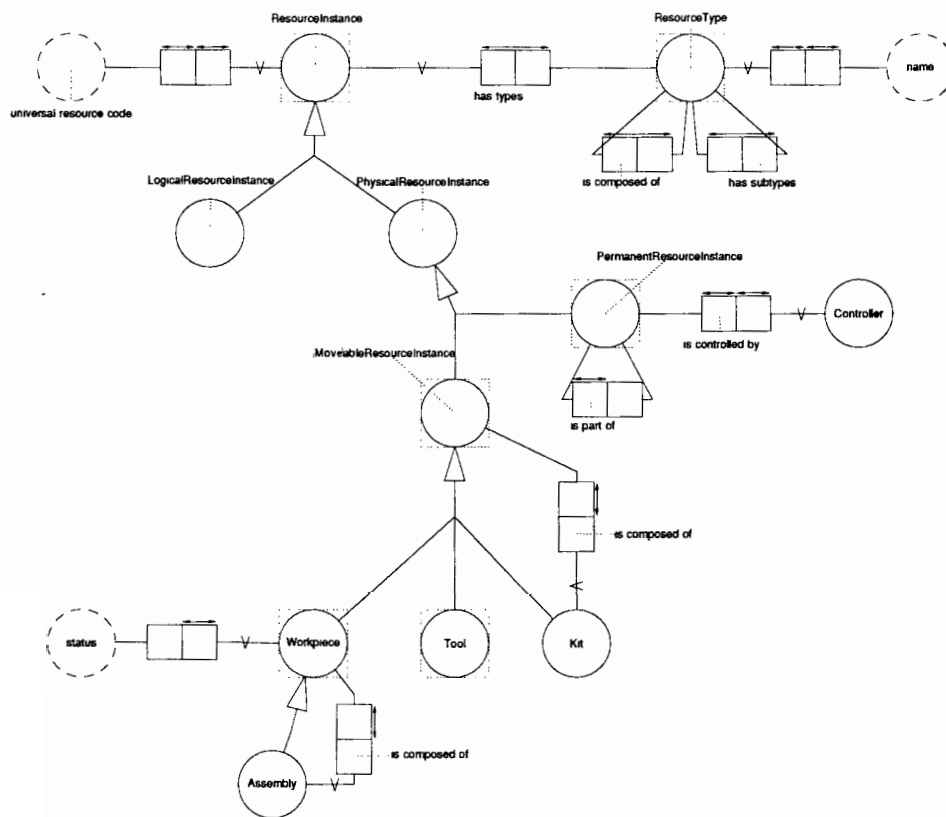 ResourceInstance
ResourceType
name
universal resource code
has types
is composed of
has subtypes
LogicalResourceInstance
PhysicalResourceInstance
PermanentResourceInstance
Controller
is controlled by
MoveableResourceInstance
is part of
is composed of
status
Workpiece
Tool
Kit
is composed of
Assembly